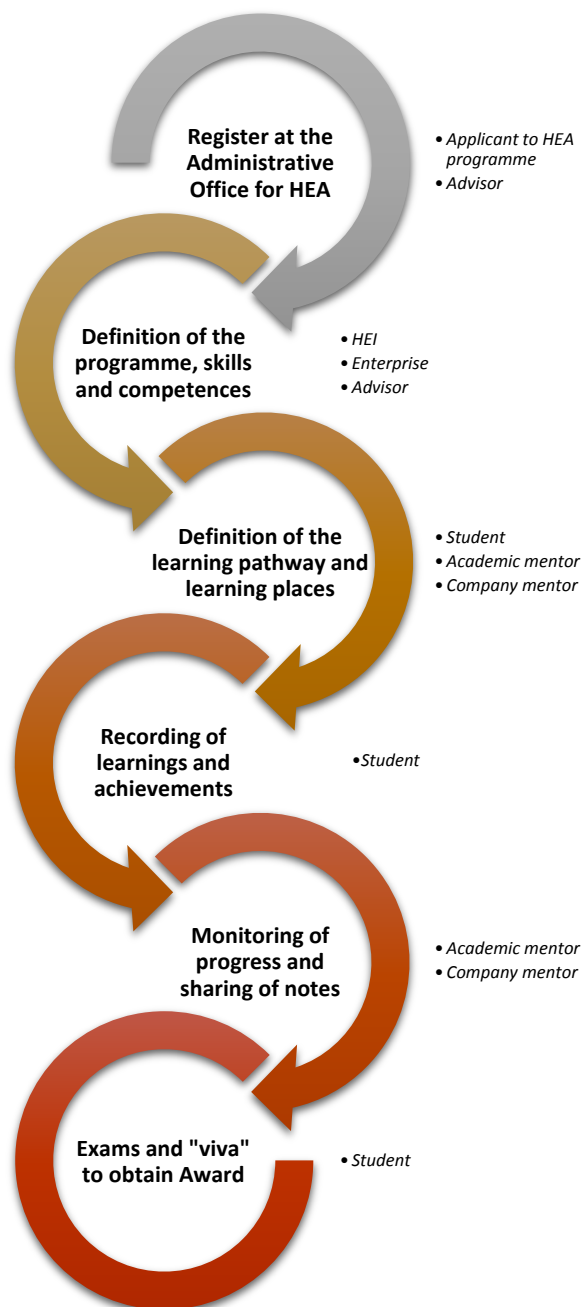 Register at the
Administrative
Office for HEA
• Applicant to HEA
programme
• Advisor
Definition of the
programme, skills
and competences
• HEI
• Enterprise
• Advisor
Definition of the
learning pathway and
learning places
• Student
• Academic mentor
• Company mentor
Recording of
learnings and
achievements
•Student
Monitoring of
progress and
sharing of notes
• Academic mentor
• Company mentor
Exams and "viva"
to obtain Award
• Student